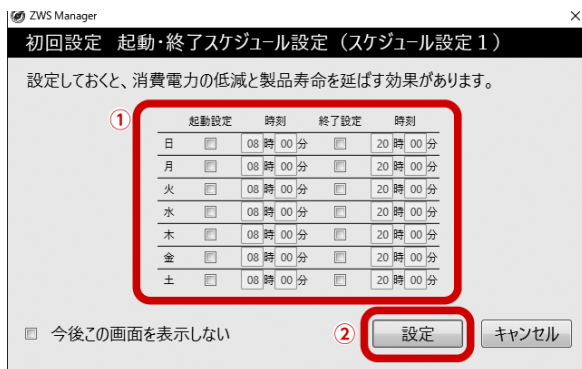 ZWS Manager
初回設定 起動・終了スケジュール設定（スケジュール設定１）
設定しておくと、消費電力の低減と製品寿命を延ばす効果があります。
①
起動設定 時刻 終了設定 時刻
日 08 時 00 分 20 時 00 分
月 08 時 00 分 20 時 00 分
火 08 時 00 分 20 時 00 分
水 08 時 00 分 20 時 00 分
木 08 時 00 分 20 時 00 分
金 08 時 00 分 20 時 00 分
土 08 時 00 分 20 時 00 分
今後この画面を表示しない ② 設定 キャンセル